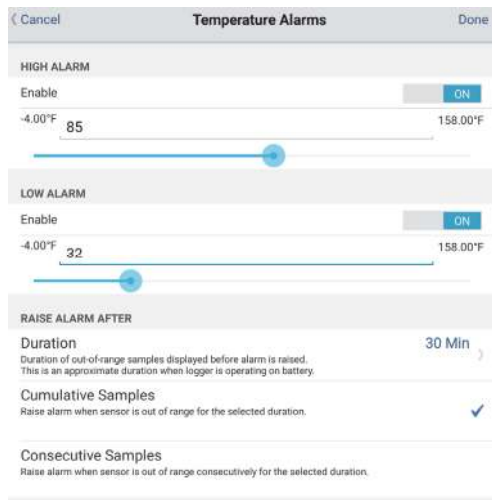 Cancel Temperature Alarms Done
HIGH ALARM
Enable ON
-4.00°F 85 158.00°F
LOW ALARM
Enable ON
-4.00°F 32 158.00°F
RAISE ALARM AFTER
Duration 30 Min
Duration of out-of-range samples displayed before alarm is raised.
This is an approximate duration when logger is operating on battery.
Cumulative Samples
Raise alarm when sensor is out of range for the selected duration.
Consecutive Samples
Raise alarm when sensor is out of range consecutively for the selected duration.